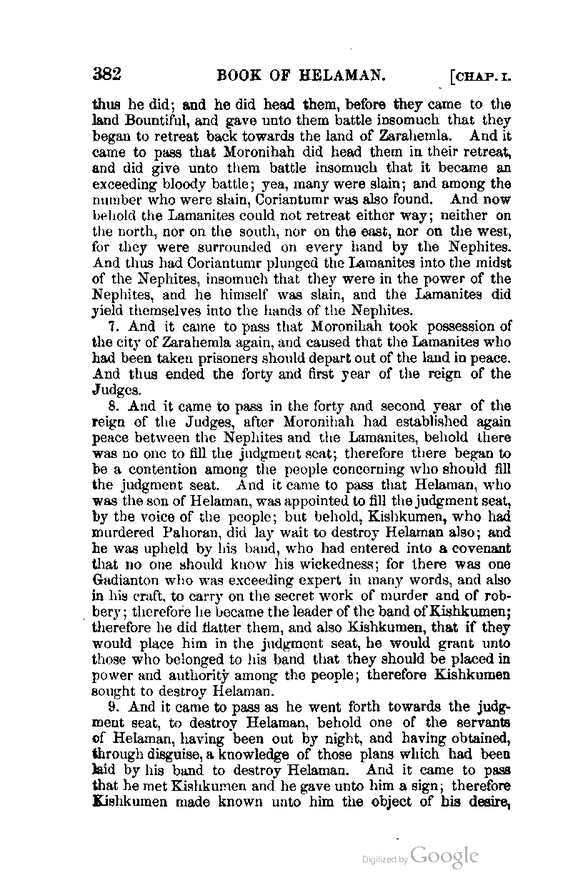 382 BOOK OF HELAMAN. [CHAP. I.
thus he did; and he did head them, before they came to the
land Bountiful, and gave unto them battle insomuch that they
began to retreat back towards the land of Zarahemla. And it
came to pass that Moronihah did head them in their retreat,
and did give unto them battle insomuch that it became an
exceeding bloody battle; yea, many were slain; and among the
number who were slain, Coriantumr was also found. And now
behold the Lamanites could not retreat either way; neither on
the north, nor on the south, nor on the east, nor on the west,
for they were surrounded on every hand by the Nephites.
And thus had Coriantumr plunged the Lamanites into the midst
of the Nephites, insomuch that they were in the power of the
Nephites, and he himself was slain, and the Lamanites did
yield themselves into the hands of the Nephites.
7. And it came to pass that Moronihah took possession of
the city of Zarahemla again, and caused that the Lamanites who
had been taken prisoners should depart out of the land in peace.
And thus ended the forty and first year of the reign of the
Judges.
8. And it came to pass in the forty and second year of the
reign of the Judges, after Moronihah had established again
peace between the Nephites and the Lamanites, behold there
was no one to fill the judgment seat; therefore there began to
be a contention among the people concerning who should fill
the judgment seat. And it came to pass that Helaman, who
was the son of Helaman, was appointed to fill the judgment seat,
by the voice of the people; but behold, Kishkumen, who had
murdered Pahoran, did lay wait to destroy Helaman also; and
he was upheld by his band, who had entered into a covenant
that no one should know his wickedness; for there was one
Gadianton who was exceeding expert in many words, and also
in his craft, to carry on the secret work of murder and of rob-
bery; therefore he became the leader of the band of Kishkumen;
therefore he did flatter them, and also Kishkumen, that if they
would place him in the judgment seat, he would grant unto
those who belonged to his band that they should be placed in
power and authority among the people; therefore Kishkumen
sought to destroy Helaman.
9. And it came to pass as he went forth towards the judg-
ment seat, to destroy Helaman, behold one of the servants
of Helaman, having been out by night, and having obtained,
through disguise, a knowledge of those plans which had been
laid by his band to destroy Helaman. And it came to pass
that he met Kishkumen and he gave unto him a sign; therefore
Kishkumen made known unto him the object of his desire,
Digitized by Google